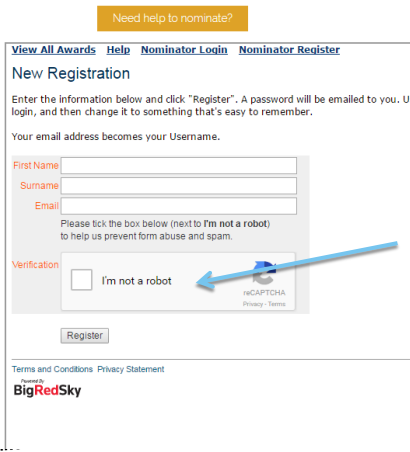 Need help to nominate?
View All Awards Help Nominator Login Nominator Register
New Registration
Enter the information below and click "Register". A password will be emailed to you. U
login, and then change it to something that's easy to remember.
Your email address becomes your Username.
First Name
Surname
Email
Please tick the box below (next to I'm not a robot)
to help us prevent form abuse and spam.
Verification
I'm not a robot
reCAPTCHA
Privacy - Terms
Register
Terms and Conditions Privacy Statement
Powered By
BigRedSky